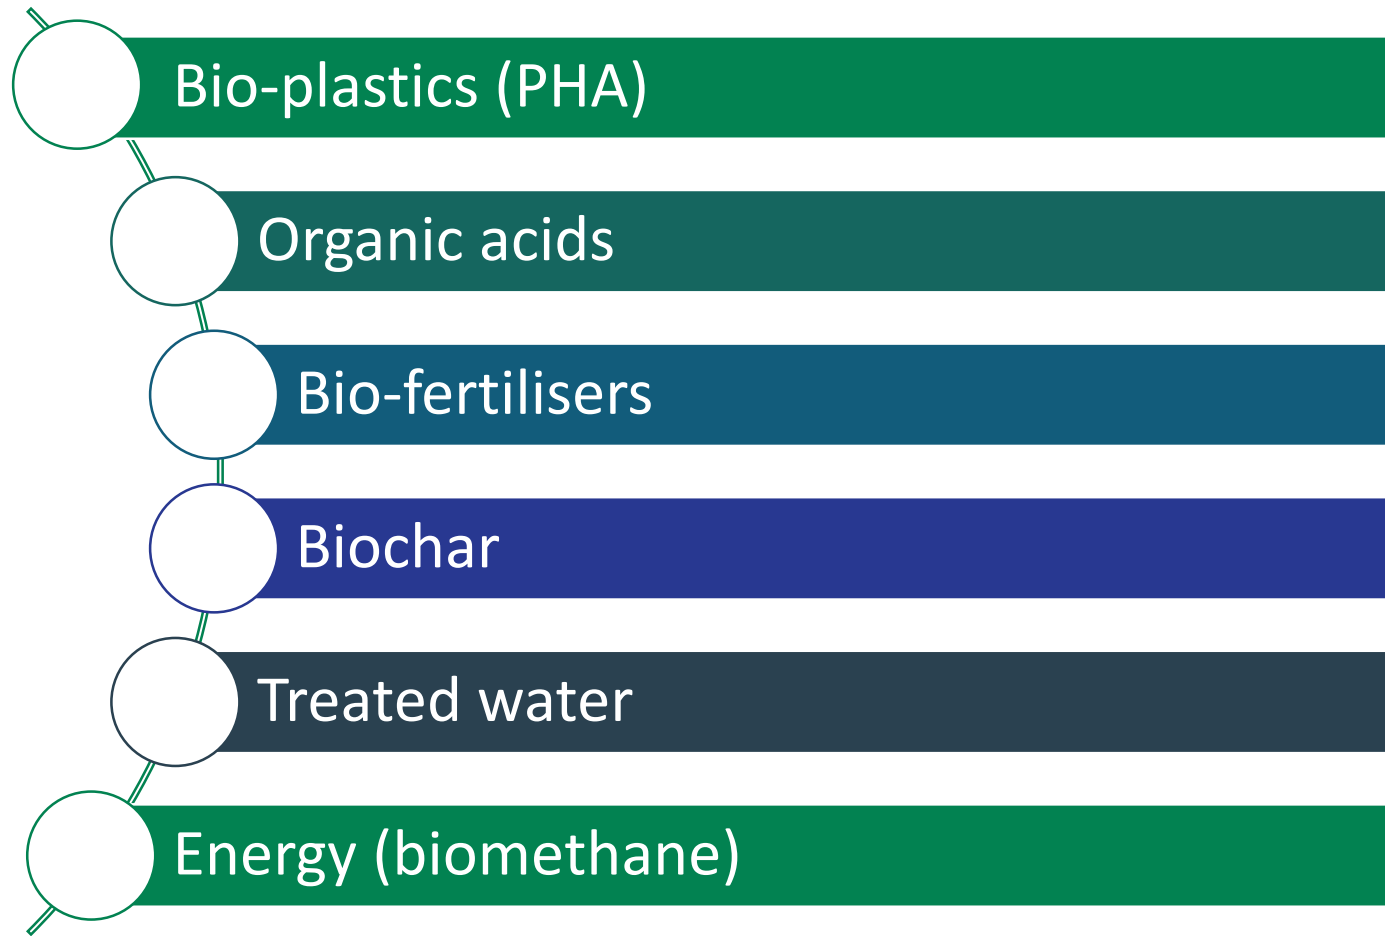 Bio-plastics (PHA)
Organic acids
Bio-fertilisers
Biochar
Treated water
Energy (biomethane)